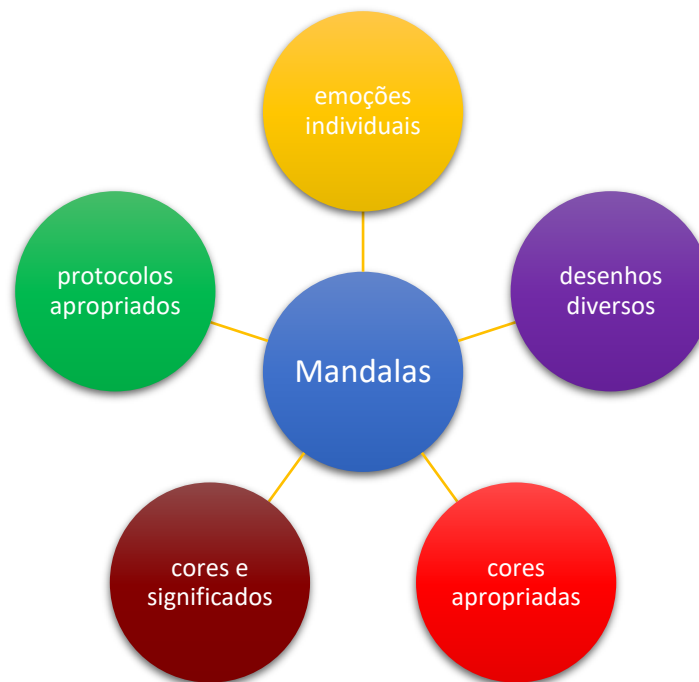 emoções
individuais
protocolos
apropriados
desenhos
diversos
Mandalas
cores e
significados
cores
apropriadas